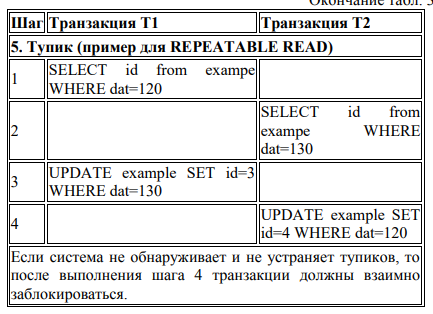 Окончание табл. 3
Шаг Транзакция T1 Транзакция T2
5. Тупик (пример для REPEATABLE READ)
1 SELECT id from exampe
WHERE dat=120
2 SELECT id from
exampe WHERE
dat=130
3 UPDATE example SET id=3
WHERE dat=130
4 UPDATE example SET
id=4 WHERE dat=120
Если система не обнаруживает и не устраняет тупиков, то
после выполнения шага 4 транзакции должны взаимно
заблокироваться.